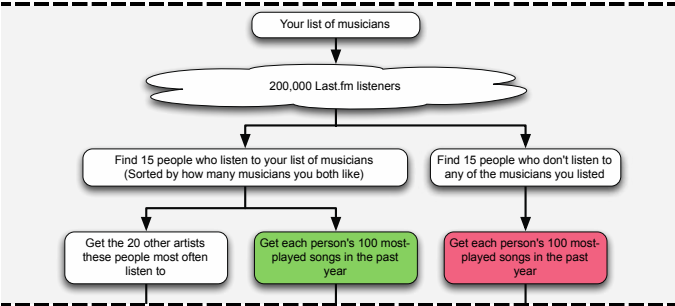 Your list of musicians
200,000 Last.fm listeners
Find 15 people who listen to your list of musicians
(Sorted by how many musicians you both like)
Find 15 people who don't listen to
any of the musicians you listed
Get the 20 other artists
these people most often
listen to
Get each person's 100 most-
played songs in the past
year
Get each person's 100 most-
played songs in the past
year